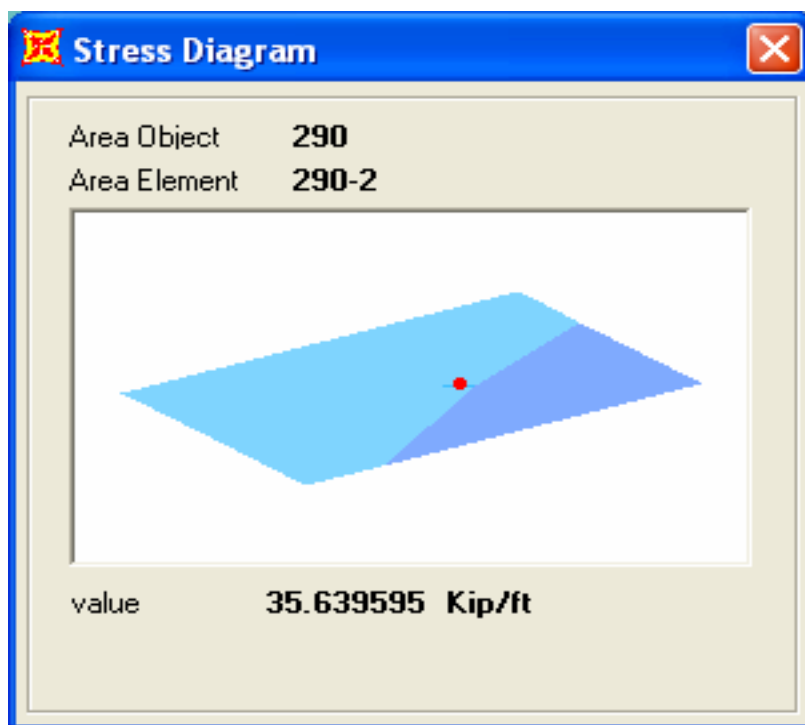 Stress Diagram
Area Object 290
Area Element 290-2
value 35.639595 Kip/ft